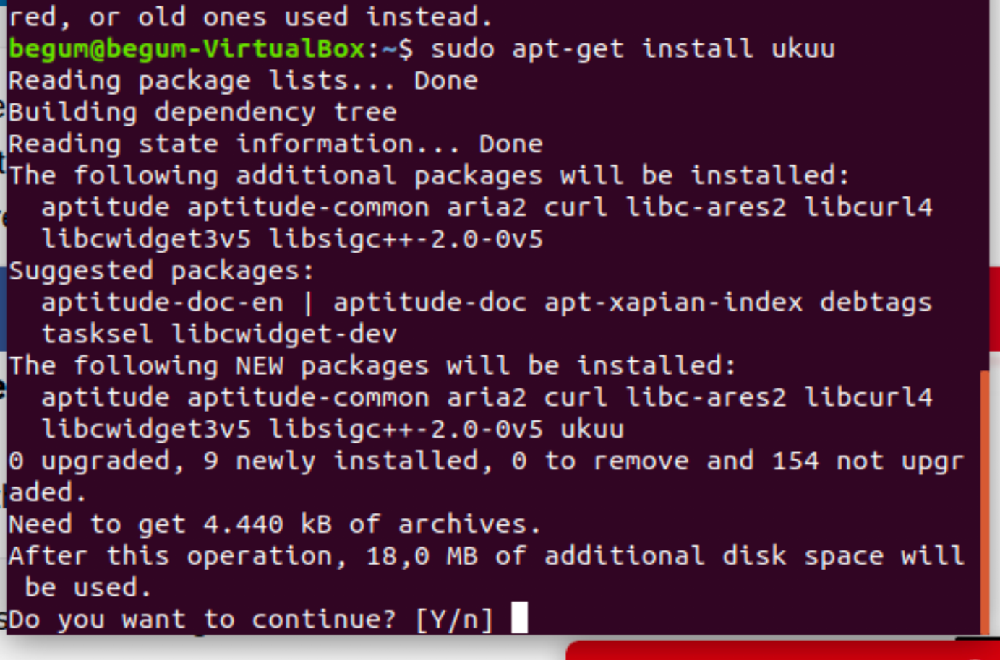 red, or old ones used instead.
begum@begum-VirtualBox:~$ sudo apt-get install ukuu
Reading package lists... Done
Building dependency tree
Reading state information... Done
The following additional packages will be installed:
  aptitude aptitude-common aria2 curl libc-ares2 libcurl4
  libcwidget3v5 libsigc++-2.0-0v5
Suggested packages:
  aptitude-doc-en | aptitude-doc apt-xapian-index debtags
  tasksel libcwidget-dev
The following NEW packages will be installed:
  aptitude aptitude-common aria2 curl libc-ares2 libcurl4
  libcwidget3v5 libsigc++-2.0-0v5 ukuu
0 upgraded, 9 newly installed, 0 to remove and 154 not upgr
aded.
Need to get 4.440 kB of archives.
After this operation, 18,0 MB of additional disk space will
 be used.
Do you want to continue? [Y/n]